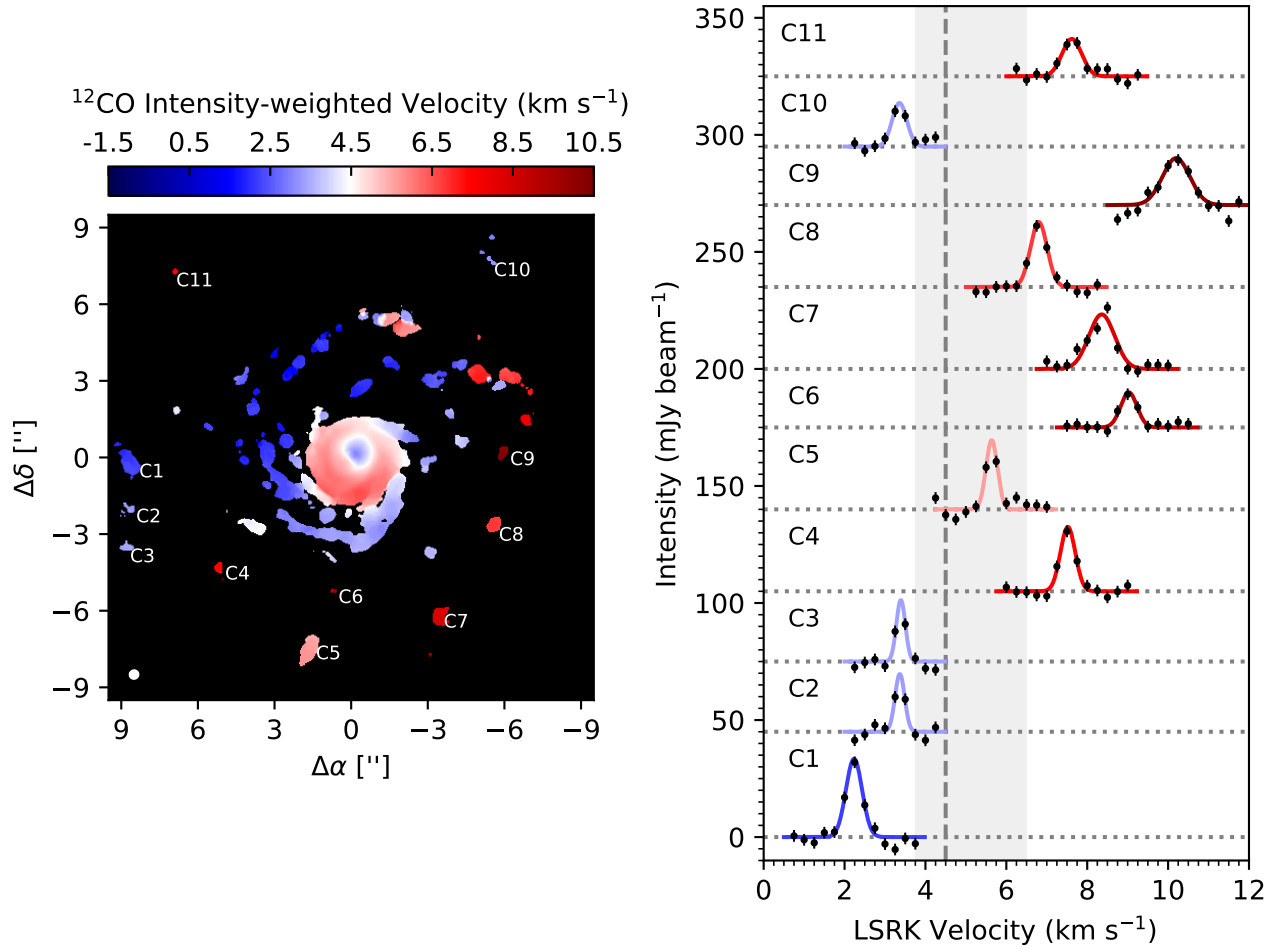 ¹²CO Intensity-weighted Velocity (km s⁻¹)
-1.5 0.5 2.5 4.5 6.5 8.5 10.5
9
6
3
0
−3
−6
−9
Δδ ['']
C11
C10
C1
C9
C2
C3
C8
C4
C6
C7
C5
9 6 3 0 −3 −6 −9
Δα ['']
350
300
250
200
150
100
50
0
Intensity (mJy beam⁻¹)
C11
C10
C9
C8
C7
C6
C5
C4
C3
C2
C1
0 2 4 6 8 10 12
LSRK Velocity (km s⁻¹)